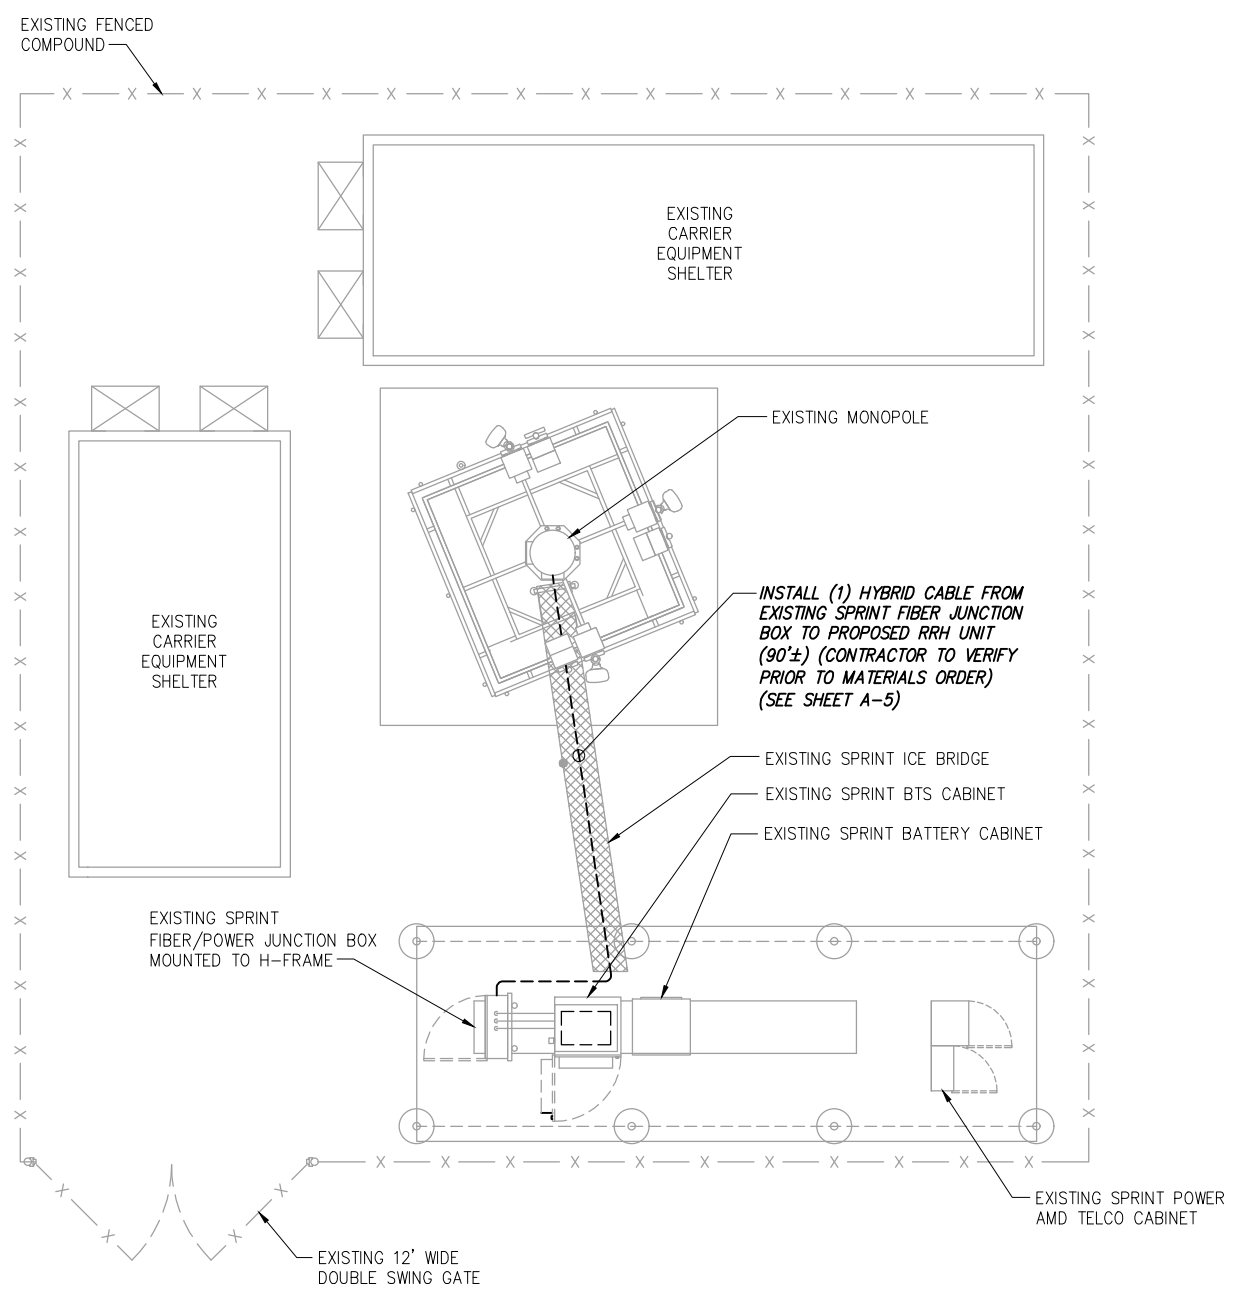 EXISTING FENCED
COMPOUND
EXISTING
CARRIER
EQUIPMENT
SHELTER
EXISTING MONOPOLE
INSTALL (1) HYBRID CABLE FROM
EXISTING SPRINT FIBER JUNCTION
BOX TO PROPOSED RRH UNIT
(90'±) (CONTRACTOR TO VERIFY
PRIOR TO MATERIALS ORDER)
(SEE SHEET A-5)
EXISTING
CARRIER
EQUIPMENT
SHELTER
EXISTING SPRINT ICE BRIDGE
EXISTING SPRINT BTS CABINET
EXISTING SPRINT BATTERY CABINET
EXISTING SPRINT
FIBER/POWER JUNCTION BOX
MOUNTED TO H-FRAME
EXISTING SPRINT POWER
AMD TELCO CABINET
EXISTING 12' WIDE
DOUBLE SWING GATE